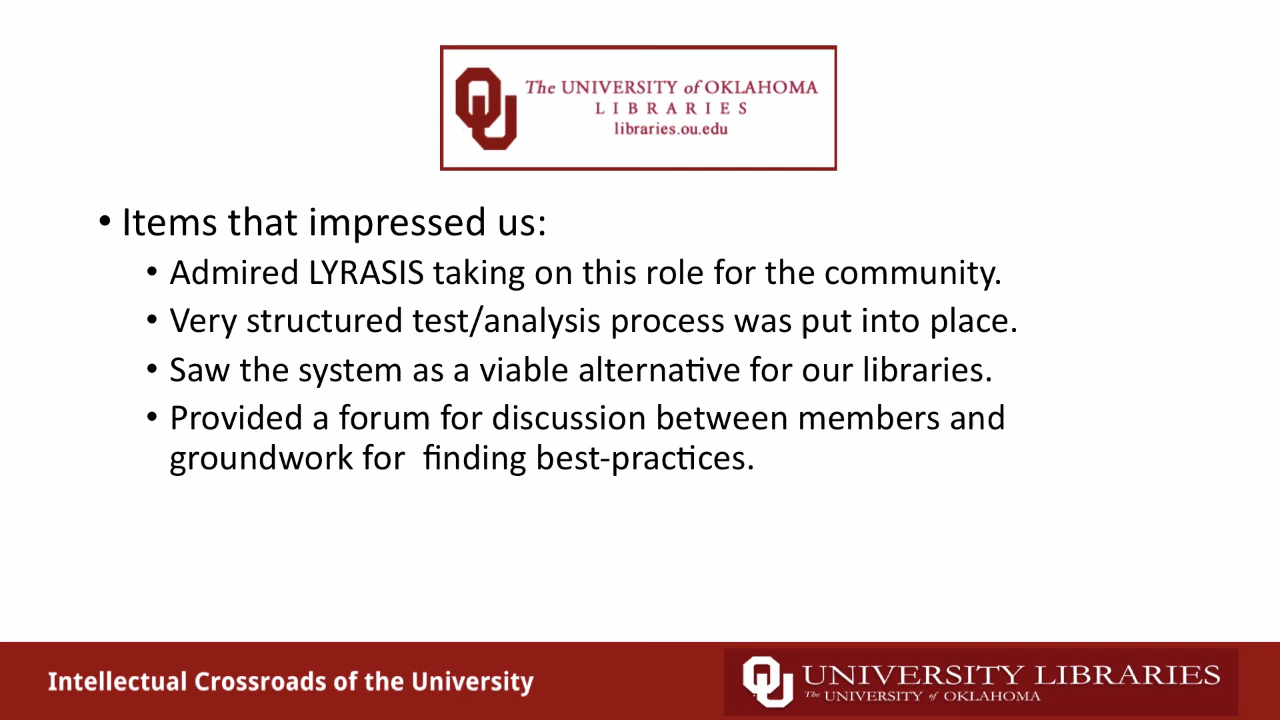 The UNIVERSITY of OKLAHOMA
LIBRARIES
libraries.ou.edu
• Items that impressed us:
• Admired LYRASIS taking on this role for the community.
• Very structured test/analysis process was put into place.
• Saw the system as a viable alternative for our libraries.
• Provided a forum for discussion between members and
groundwork for  finding best-practices.
Intellectual Crossroads of the University
UNIVERSITY LIBRARIES
The UNIVERSITY of OKLAHOMA